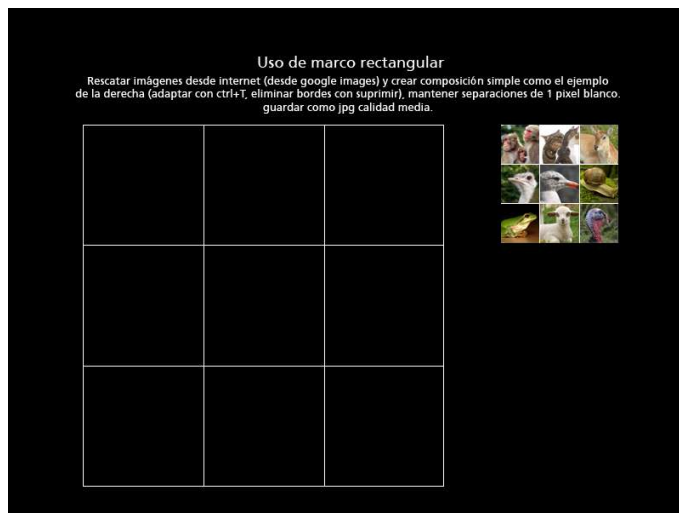 Uso de marco rectangular
Rescatar imágenes desde internet (desde google images) y crear composición simple como el ejemplo
de la derecha (adaptar con ctrl+T, eliminar bordes con suprimir), mantener separaciones de 1 pixel blanco.
guardar como jpg calidad media.